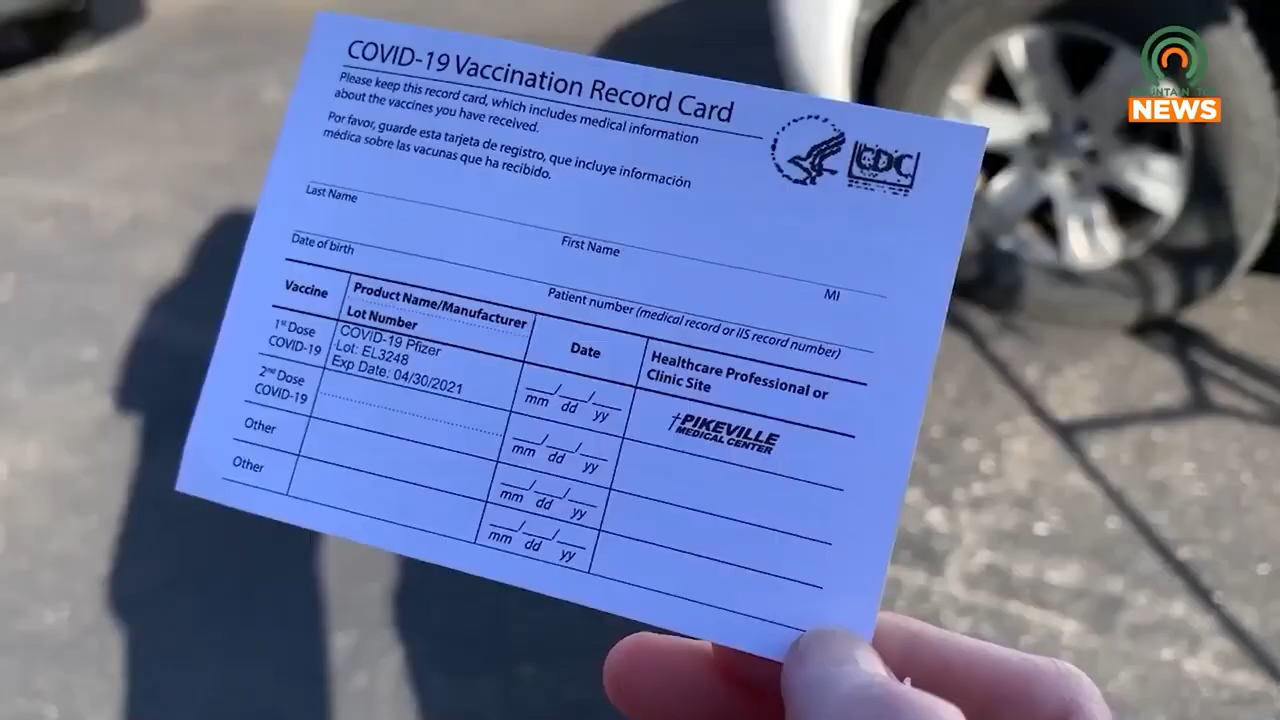 COVID-19 Vaccination Record Card
Please keep this record card, which includes medical information
about the vaccines you have received.
Por favor, guarde esta tarjeta de registro, que incluye información
médica sobre las vacunas que ha recibido.
CDC
Last Name
First Name
MI
Date of birth
Patient number (medical record or IIS record number)
Vaccine
Product Name/Manufacturer
Lot Number
Date
Healthcare Professional or
Clinic Site
1st Dose
COVID-19
COVID-19 Pfizer
Lot: EL3248
Exp Date: 04/30/2021
mm dd yy
PIKEVILLE
MEDICAL CENTER
2nd Dose
COVID-19
mm dd yy
Other
mm dd yy
Other
mm dd yy
NEWS